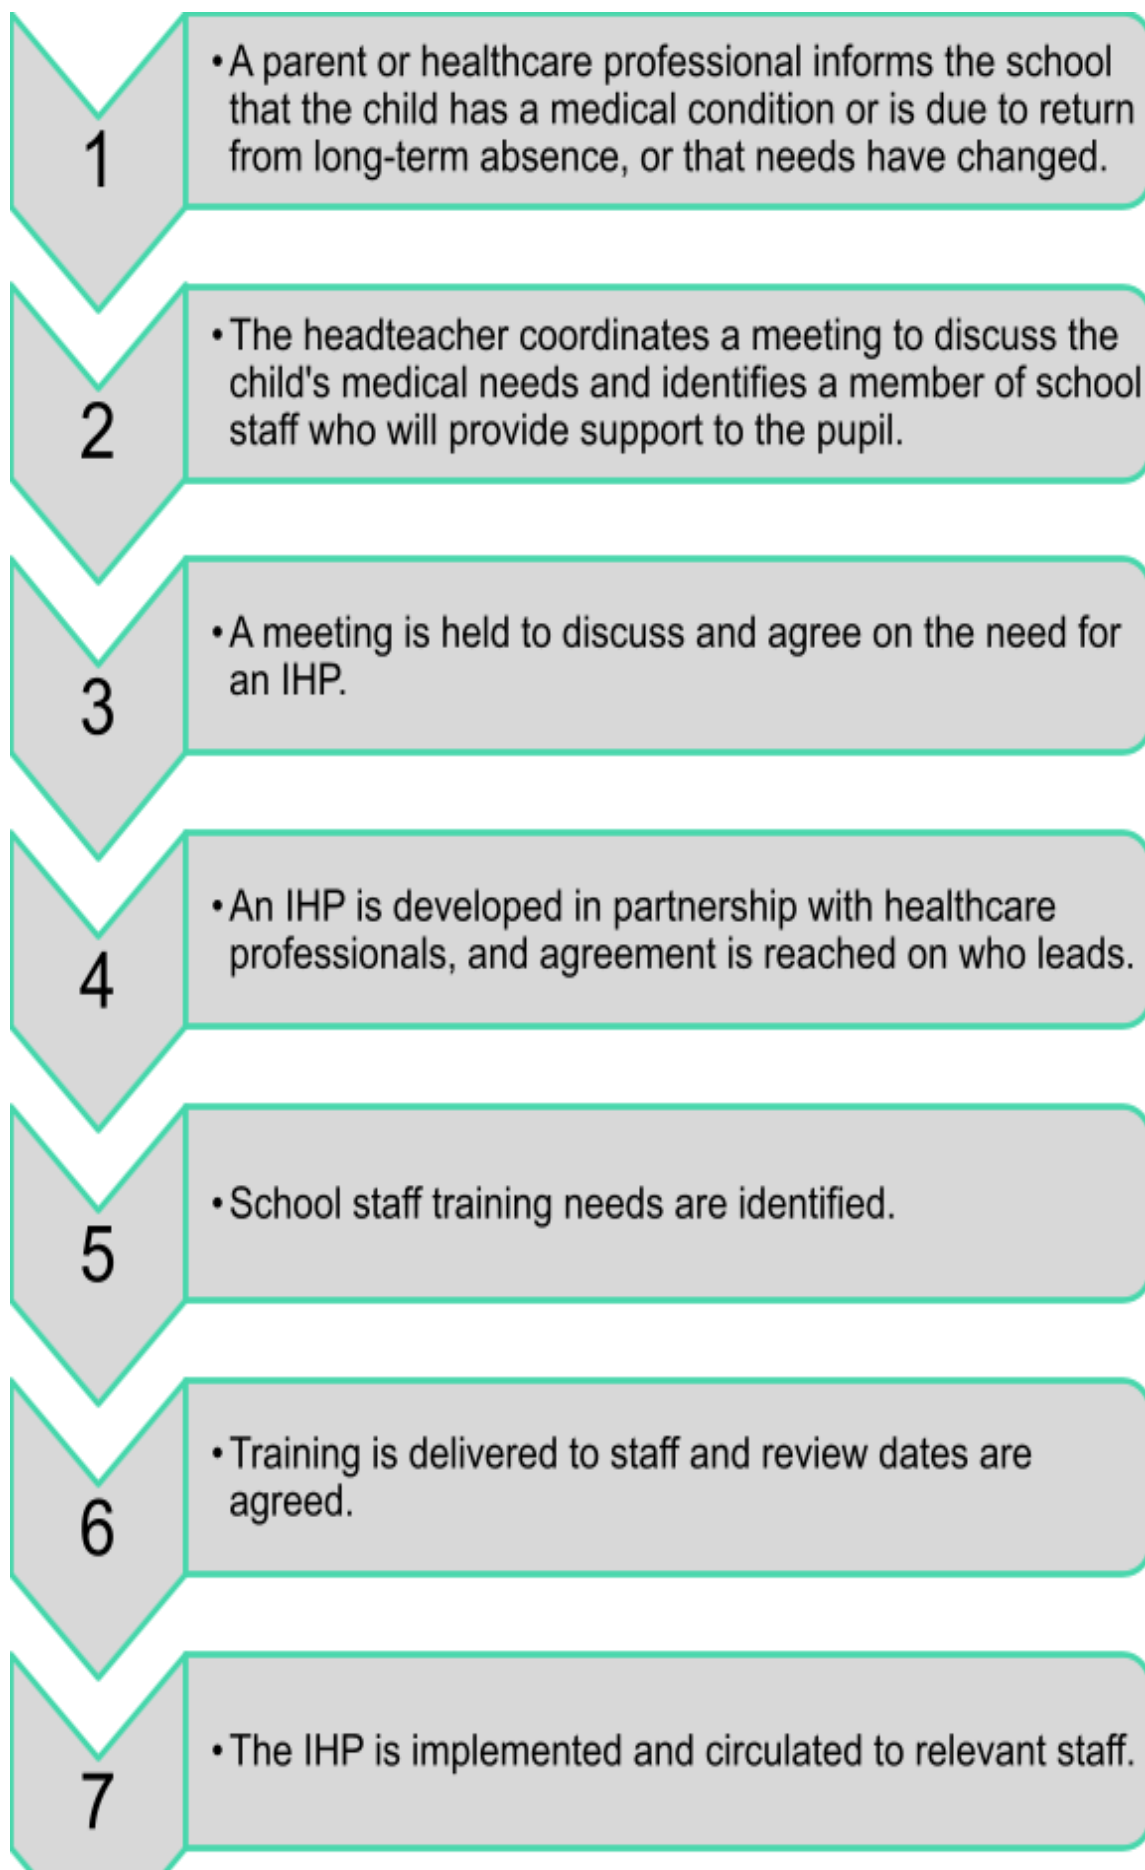 1
• A parent or healthcare professional informs the school
that the child has a medical condition or is due to return
from long-term absence, or that needs have changed.
2
• The headteacher coordinates a meeting to discuss the
child's medical needs and identifies a member of school
staff who will provide support to the pupil.
3
• A meeting is held to discuss and agree on the need for
an IHP.
4
• An IHP is developed in partnership with healthcare
professionals, and agreement is reached on who leads.
5
• School staff training needs are identified.
6
• Training is delivered to staff and review dates are
agreed.
7
• The IHP is implemented and circulated to relevant staff.